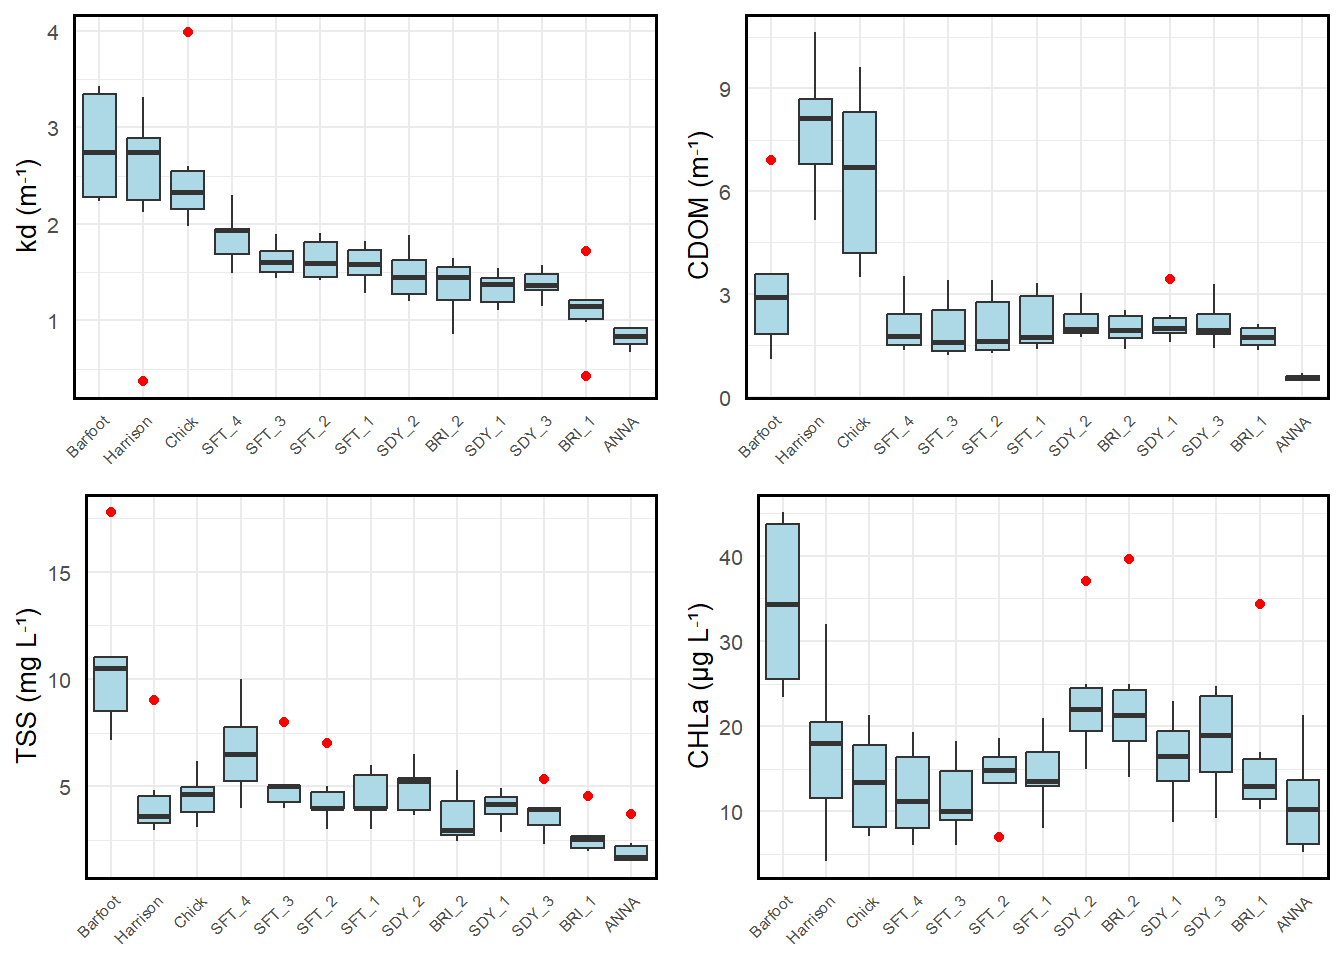 kd (m⁻¹)
4
3
2
1
Barfoot Harrison Chick SFT_4 SFT_3 SFT_2 SFT_1 SDY_2 BRI_2 SDY_1 SDY_3 BRI_1 ANNA
CDOM (m⁻¹)
9
6
3
0
Barfoot Harrison Chick SFT_4 SFT_3 SFT_2 SFT_1 SDY_2 BRI_2 SDY_1 SDY_3 BRI_1 ANNA
TSS (mg L⁻¹)
15
10
5
Barfoot Harrison Chick SFT_4 SFT_3 SFT_2 SFT_1 SDY_2 BRI_2 SDY_1 SDY_3 BRI_1 ANNA
CHLa (µg L⁻¹)
40
30
20
10
Barfoot Harrison Chick SFT_4 SFT_3 SFT_2 SFT_1 SDY_2 BRI_2 SDY_1 SDY_3 BRI_1 ANNA